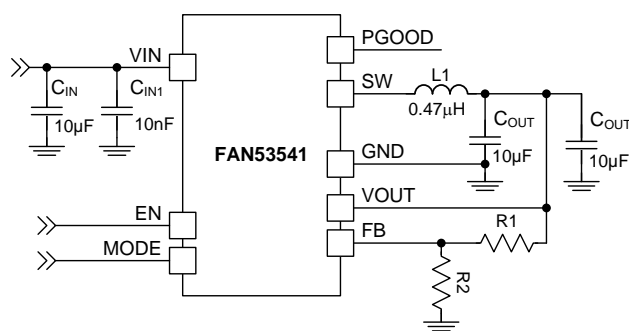 VIN
CIN
10µF
CIN1
10nF
EN
MODE
FAN53541
PGOOD
SW
L1
0.47µH
COUT
10µF
COUT
10µF
GND
VOUT
FB
R1
R2